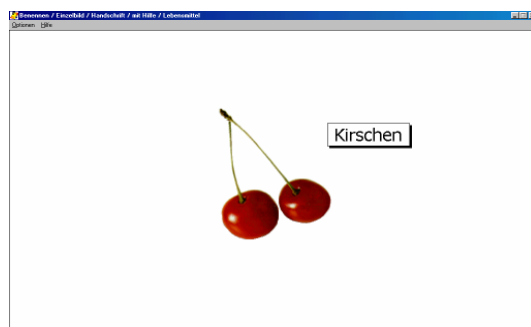 Benennen / Einzelbild / Handschrift / mit Hilfe / Lebensmittel
Optionen Hilfe
Kirschen